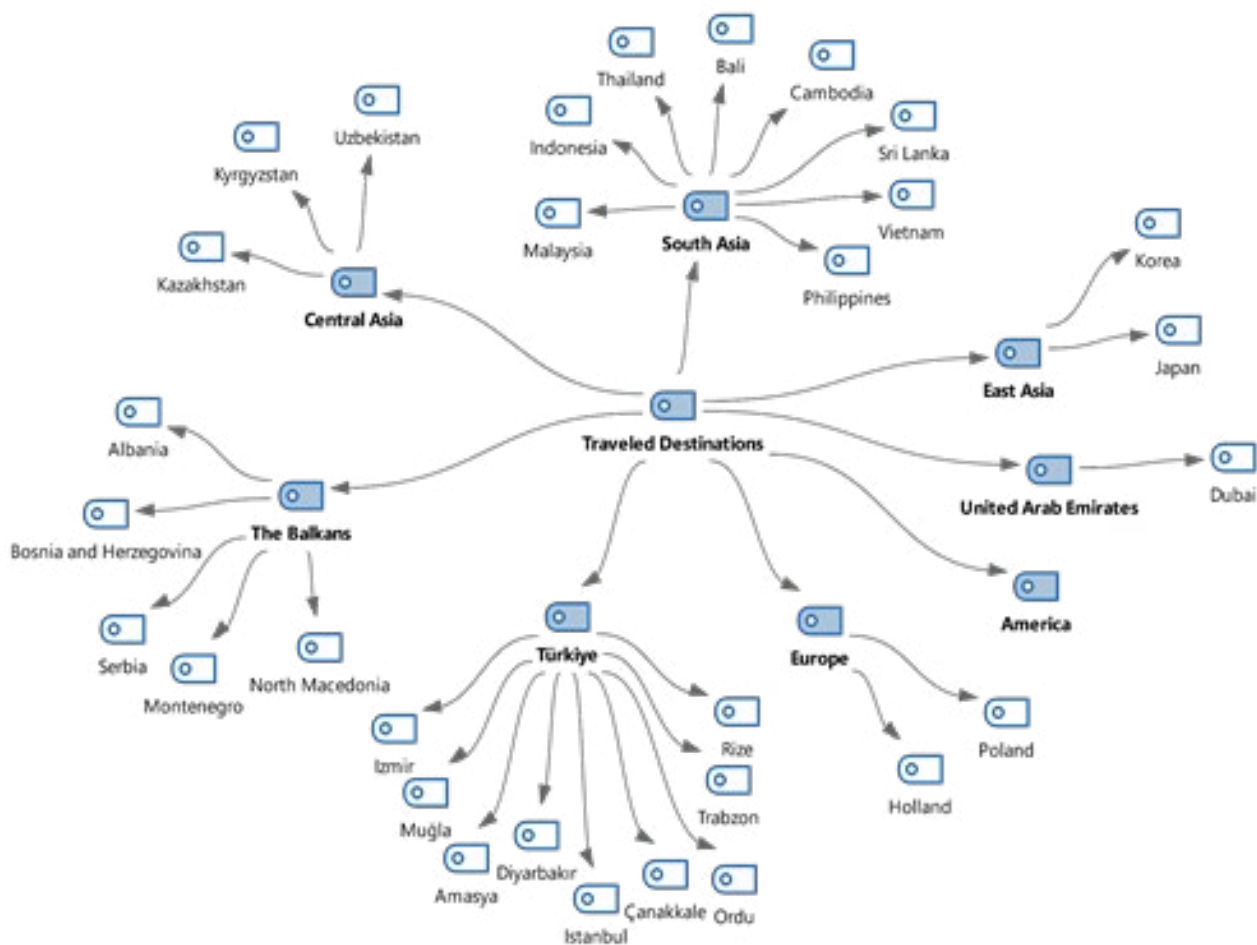 Bali
Thailand
Cambodia
Uzbekistan
Indonesia
Sri Lanka
Kyrgyzstan
Vietnam
South Asia
Malaysia
Korea
Kazakhstan
Philippines
Central Asia
Japan
East Asia
Traveled Destinations
Albania
Dubai
United Arab Emirates
The Balkans
Bosnia and Herzegovina
America
Türkiye
Europe
Serbia
North Macedonia
Montenegro
Rize
Poland
Izmir
Holland
Trabzon
Muğla
Diyarbakır
Amasya
Çanakkale
Ordu
Istanbul